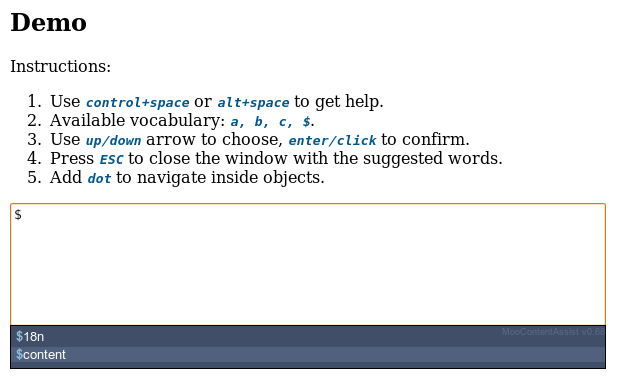 Demo
Instructions:
1. Use control+space or alt+space to get help.
2. Available vocabulary: a, b, c, $.
3. Use up/down arrow to choose, enter/click to confirm.
4. Press ESC to close the window with the suggested words.
5. Add dot to navigate inside objects.
$
MooContentAssist
$18n
$content